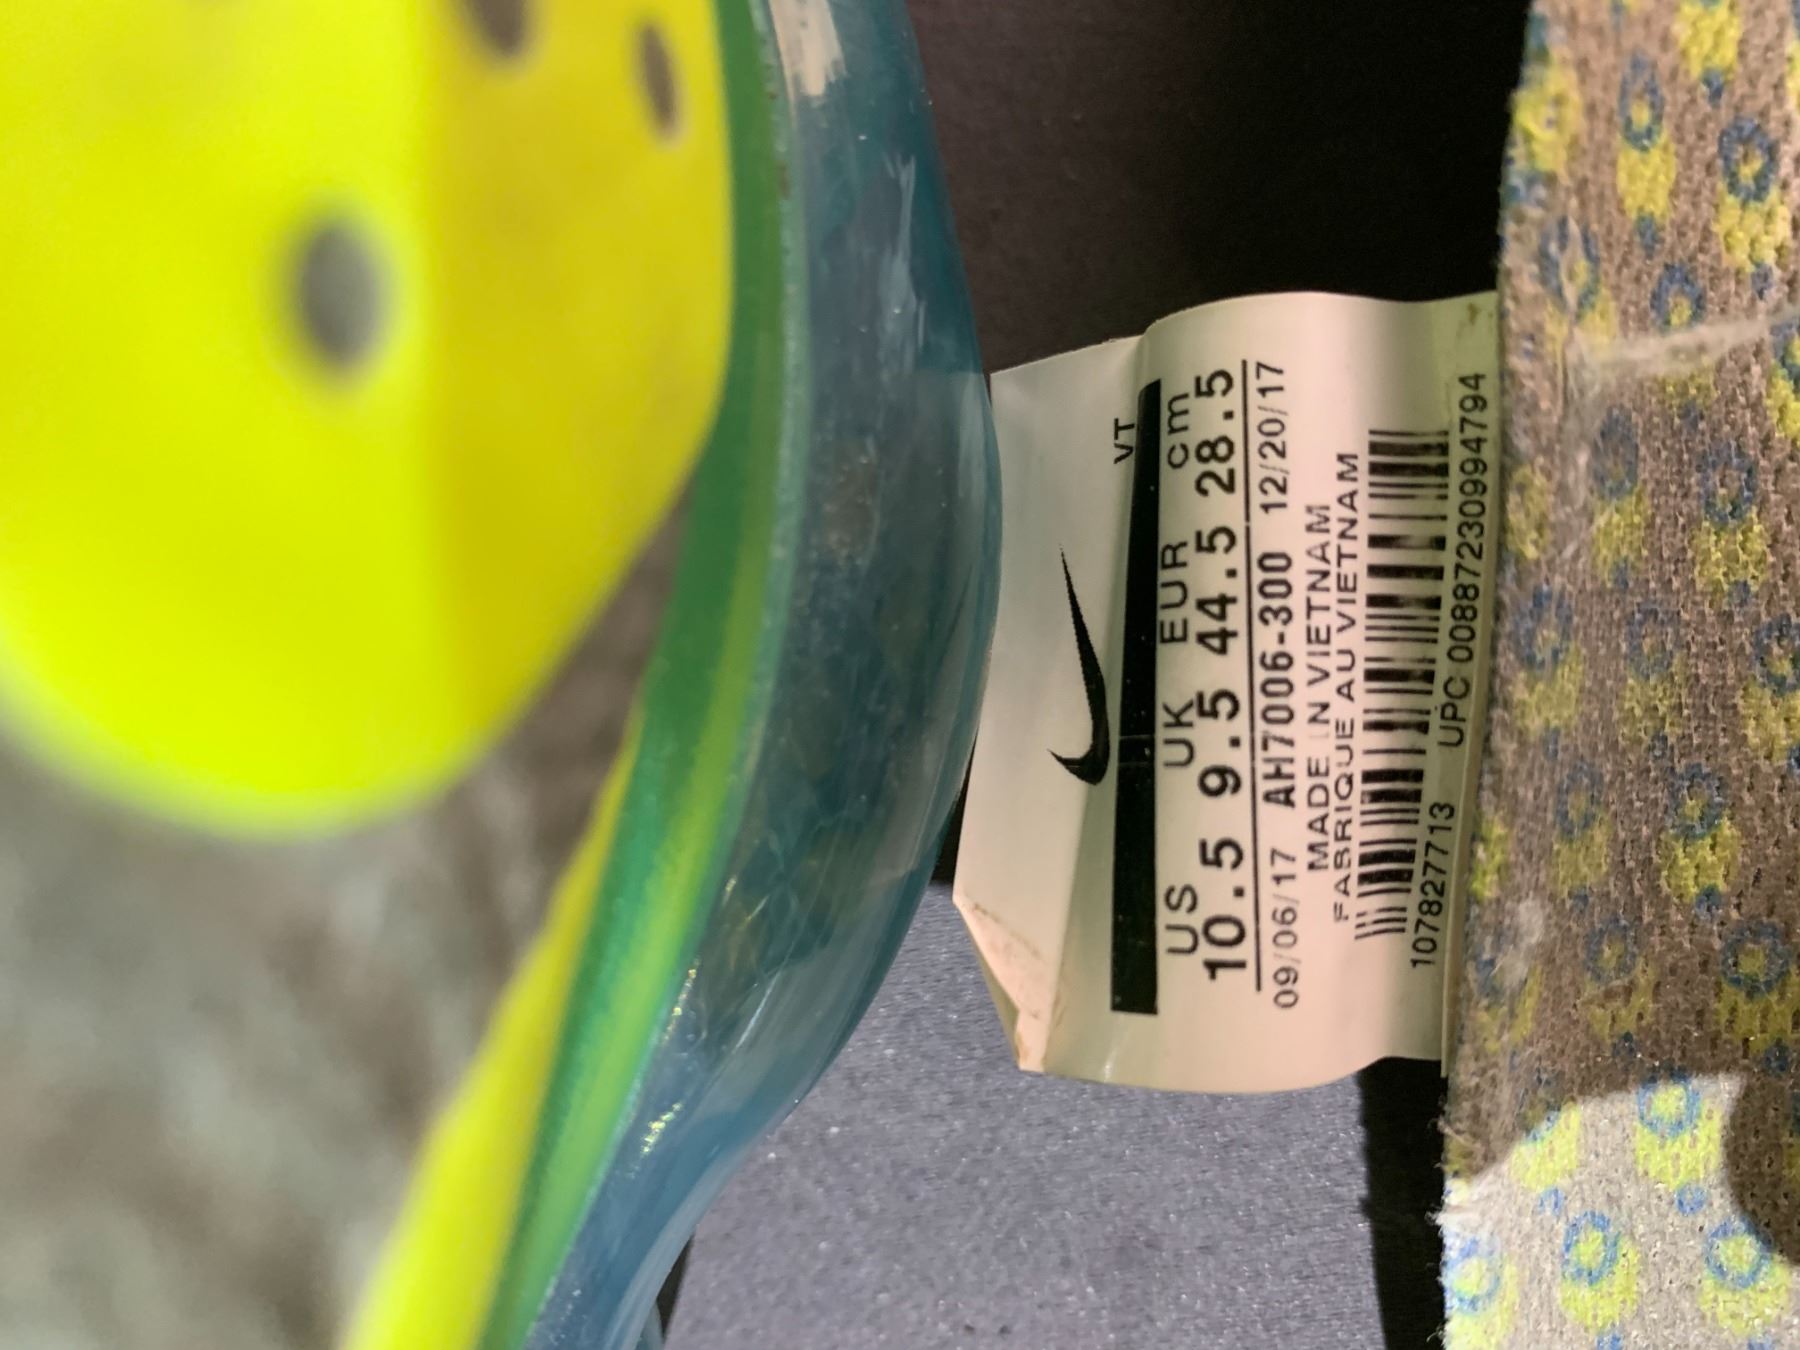 VT
US UK EUR cm
10.5 9.5 44.5 28.5
09/06/17 AH7006-300 12/20/17
MADE IN VIETNAM
FABRIQUE AU VIETNAM
1078277713 UPC 00887230994794